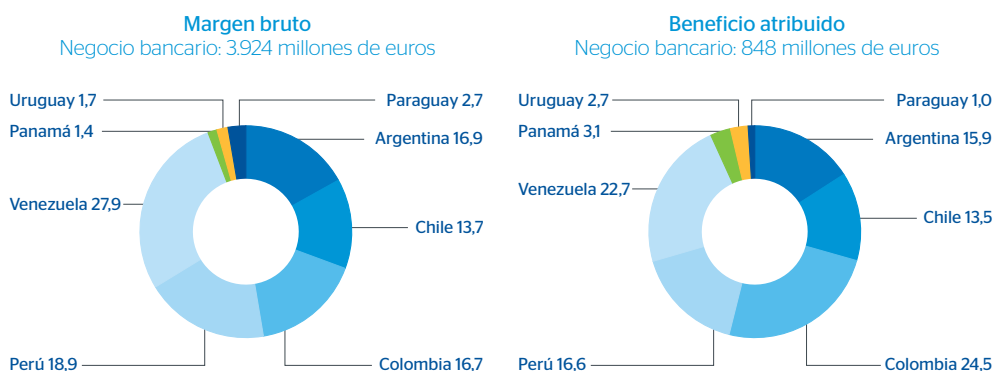 Margen bruto
Negocio bancario: 3.924 millones de euros
Uruguay 1,7
Paraguay 2,7
Panamá 1,4
Argentina 16,9
Venezuela 27,9
Chile 13,7
Perú 18,9
Colombia 16,7
Beneficio atribuido
Negocio bancario: 848 millones de euros
Uruguay 2,7
Paraguay 1,0
Panamá 3,1
Argentina 15,9
Venezuela 22,7
Chile 13,5
Perú 16,6
Colombia 24,5